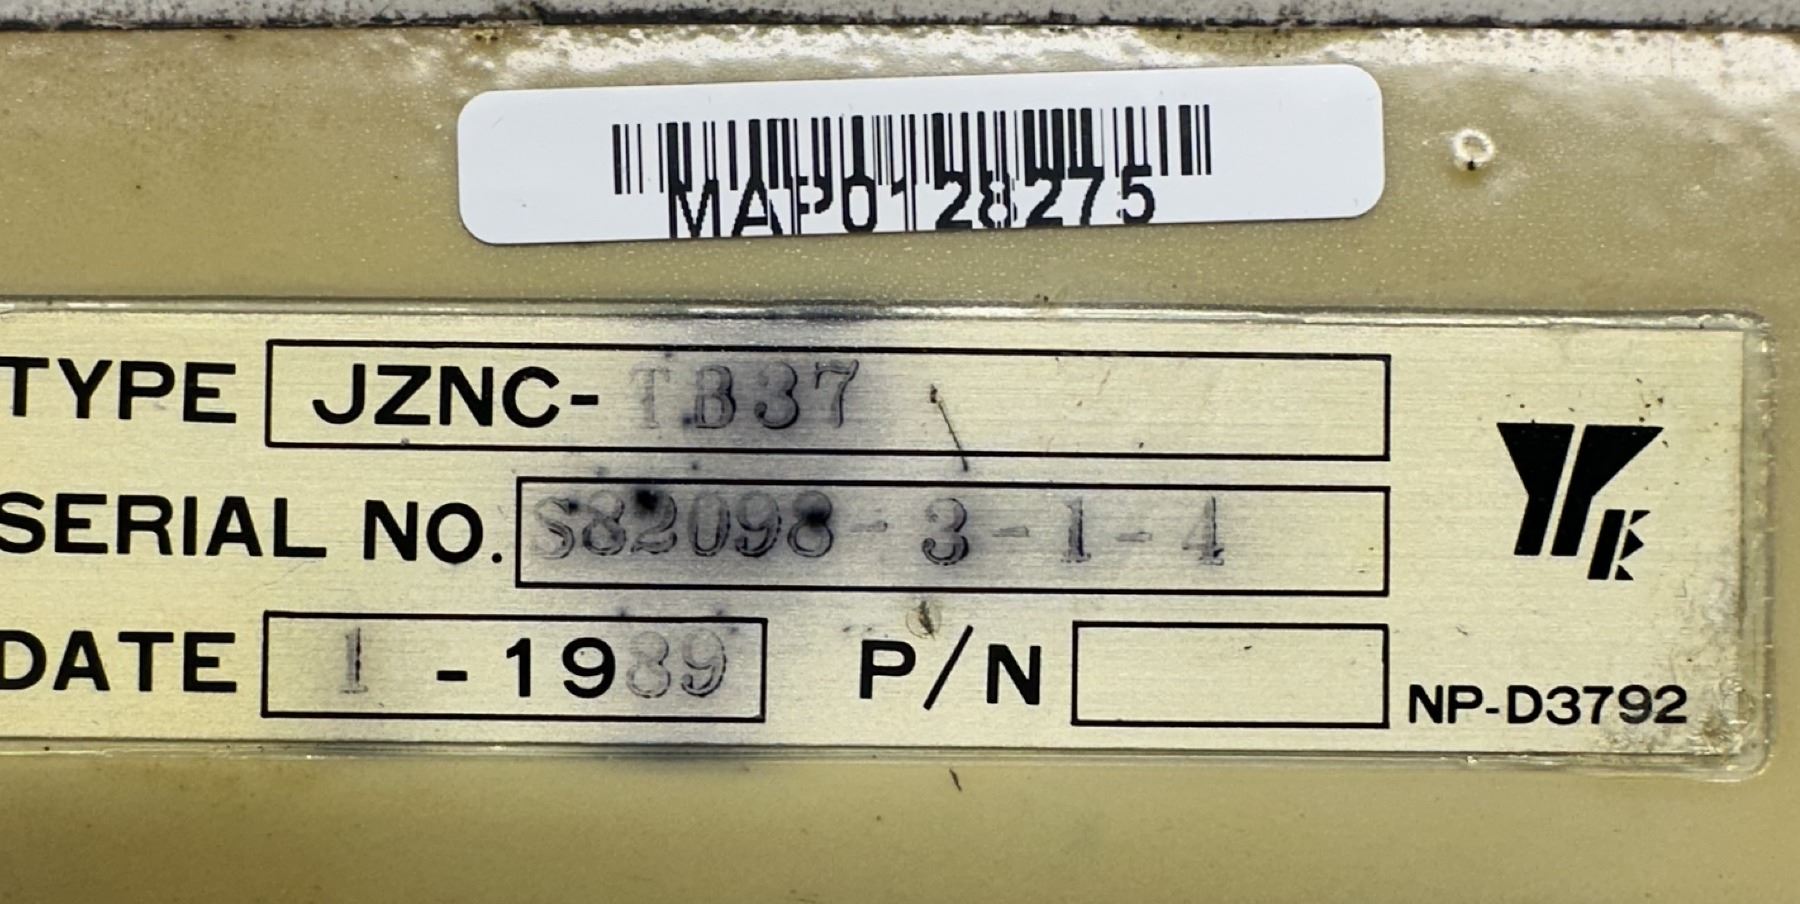 MAP0128275
TYPE JZNC-TB37
SERIAL NO. S82098-3-1-4
DATE 1 -1989 P/N
NP-D3792